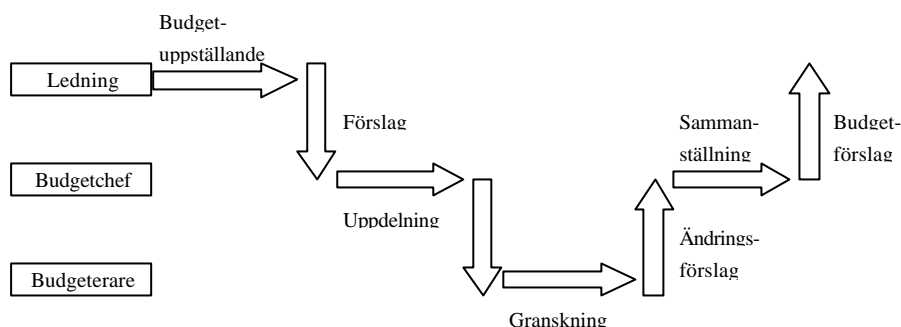 Budget-
uppställande
Ledning
Förslag
Samman-
ställning
Budget-
förslag
Budgetchef
Uppdelning
Ändrings-
förslag
Budgeterare
Granskning